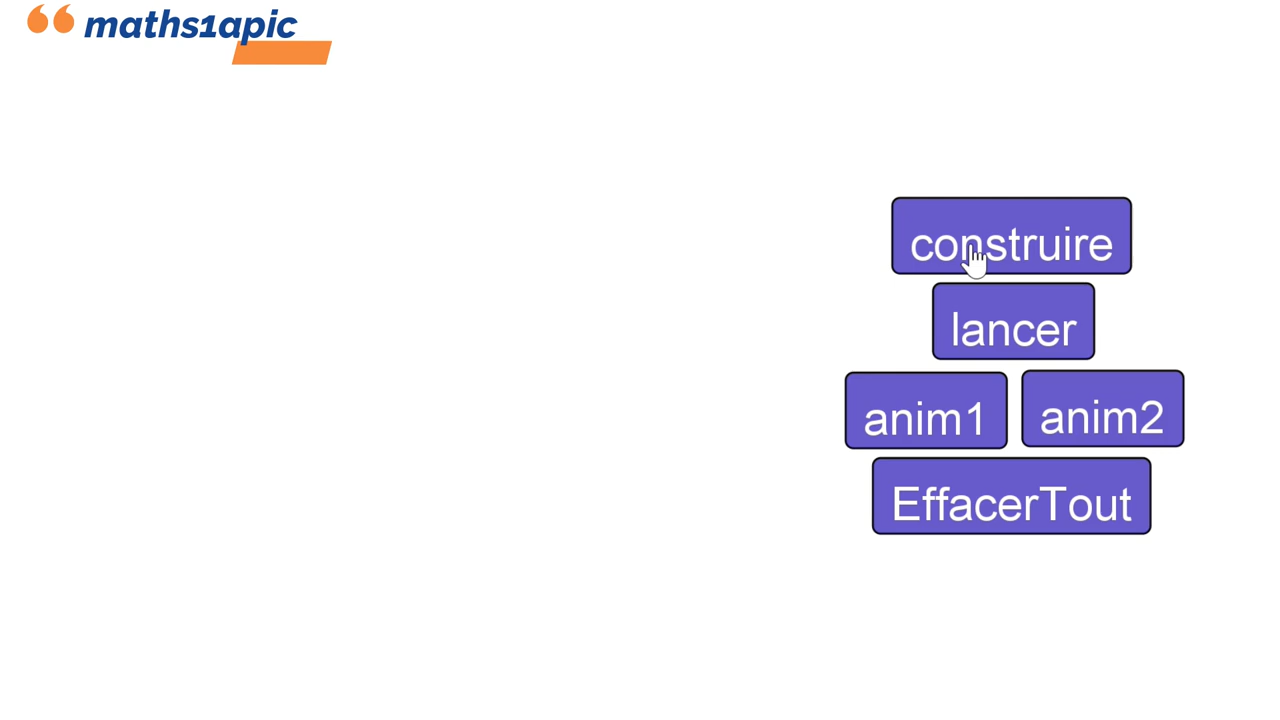 maths1apic
construire
lancer
anim1 anim2
EffacerTout